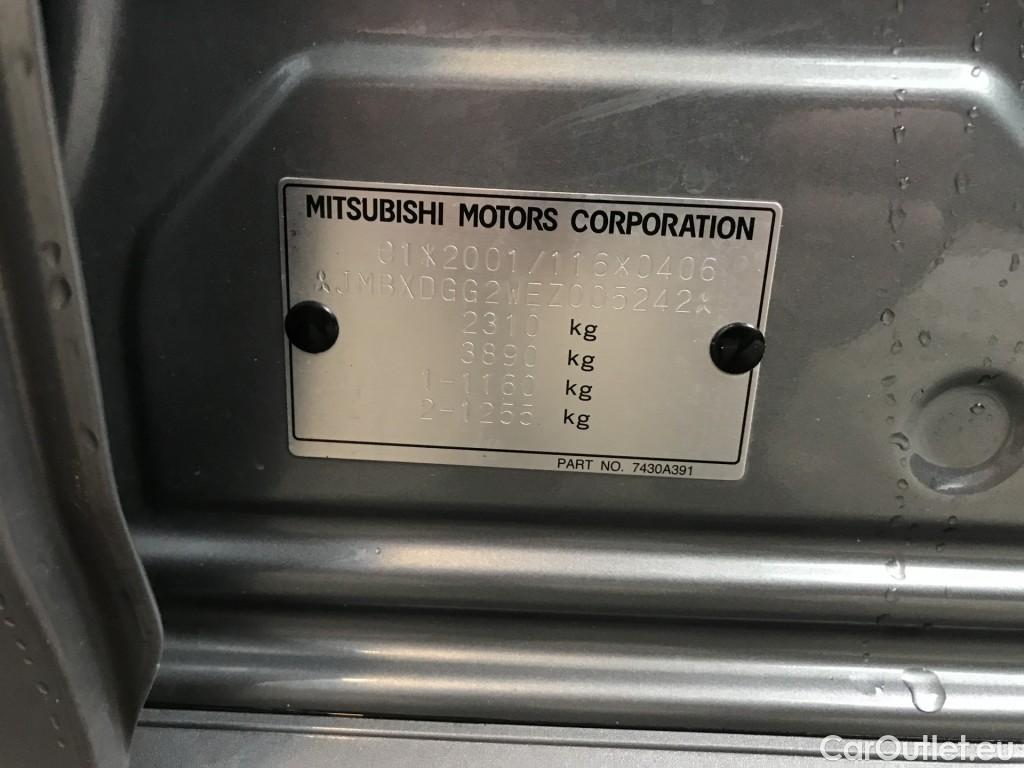 MITSUBISHI MOTORS CORPORATION
01*2001/116*0406
*JMBXDGG2WEZ005242*
2310 kg
3890 kg
1-1160 kg
2-1255 kg
PART NO. 7430A391
CarOutlet.eu